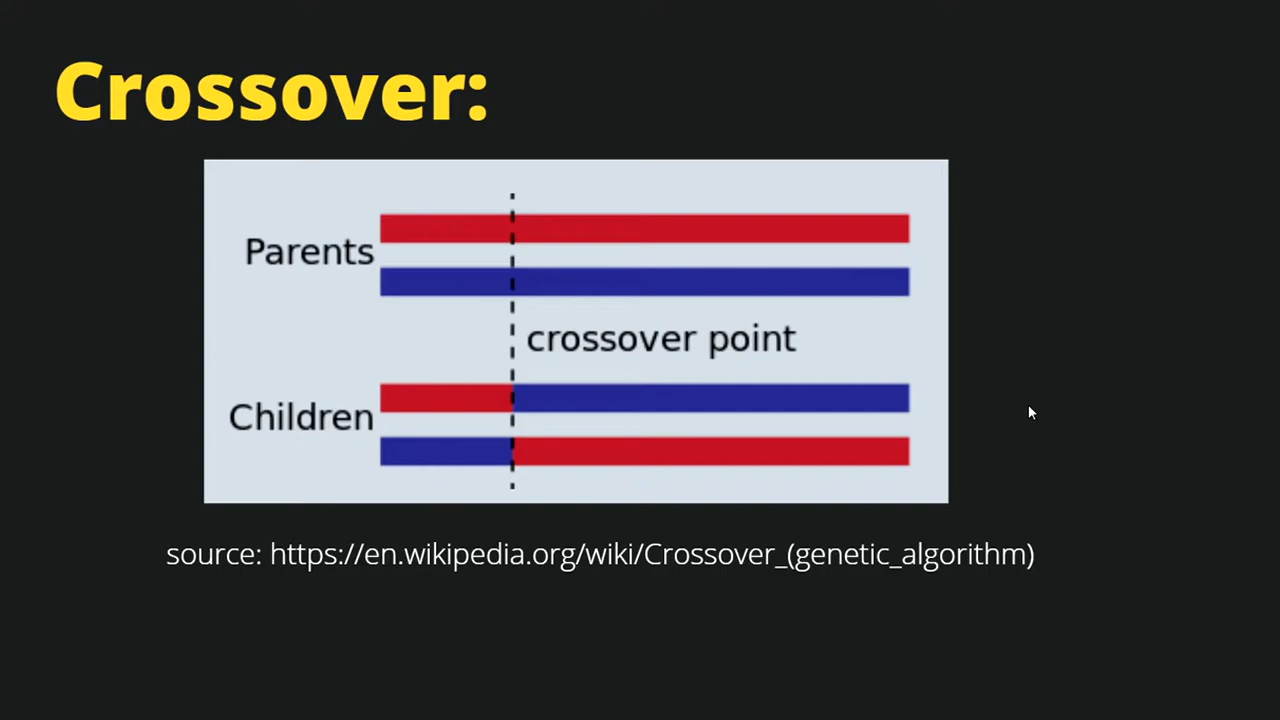 Crossover:
Parents
crossover point
Children
source: https://en.wikipedia.org/wiki/Crossover_(genetic_algorithm)